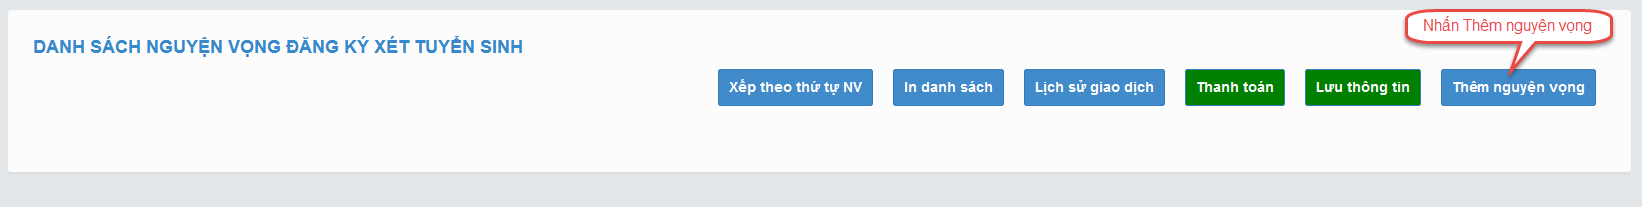 Nhấn Thêm nguyện vọng
DANH SÁCH NGUYỆN VỌNG ĐĂNG KÝ XÉT TUYỂN SINH
Xếp theo thứ tự NV
In danh sách
Lịch sử giao dịch
Thanh toán
Lưu thông tin
Thêm nguyện vọng